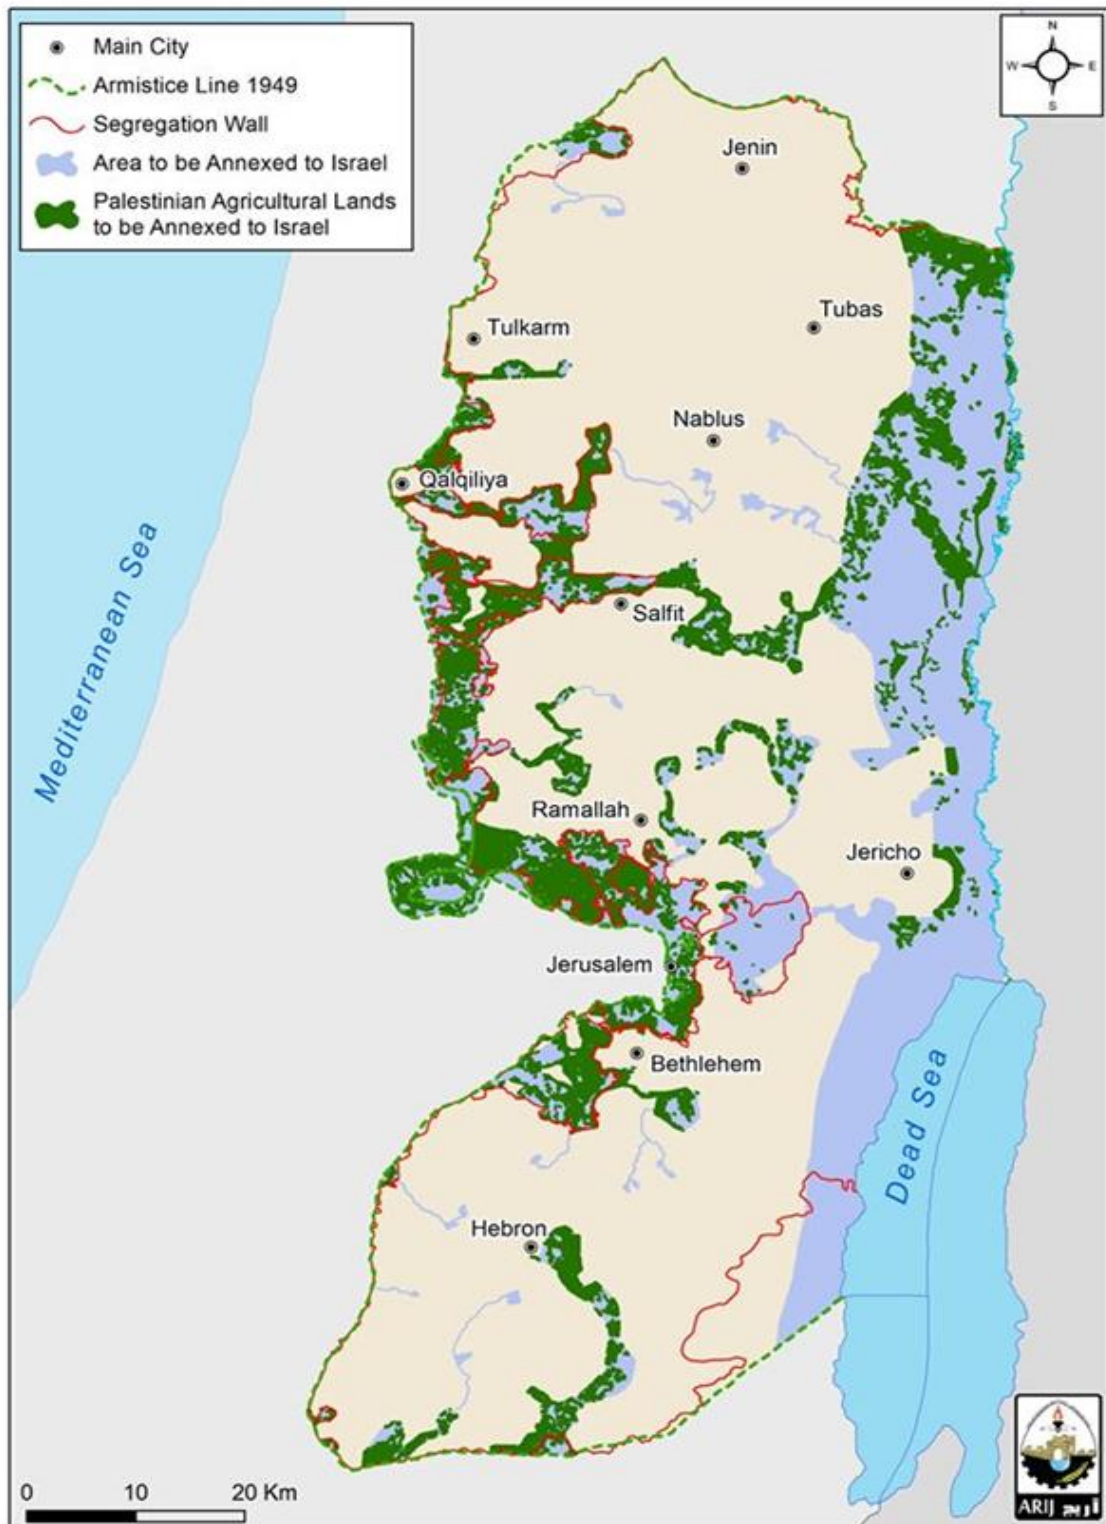 Main City
Armistice Line 1949
Segregation Wall
Area to be Annexed to Israel
Palestinian Agricultural Lands
to be Annexed to Israel
N
W
E
S
Jenin
Tulkarm
Tubas
Nablus
Qalqiliya
Salfit
Mediterranean Sea
Ramallah
Jericho
Jerusalem
Bethlehem
Dead Sea
Hebron
0
10
20 Km
ARIJ أريج